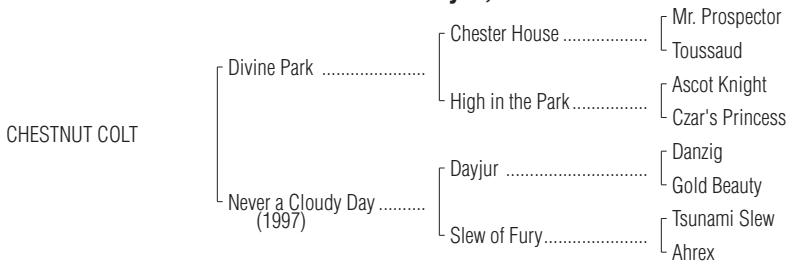 Mr. Prospector
Chester House ..................
Toussaud
Divine Park ......................
Ascot Knight
High in the Park................
Czar's Princess
CHESTNUT COLT
Danzig
Dayjur ..............................
Gold Beauty
Never a Cloudy Day ..........
(1997)
Tsunami Slew
Slew of Fury......................
Ahrex